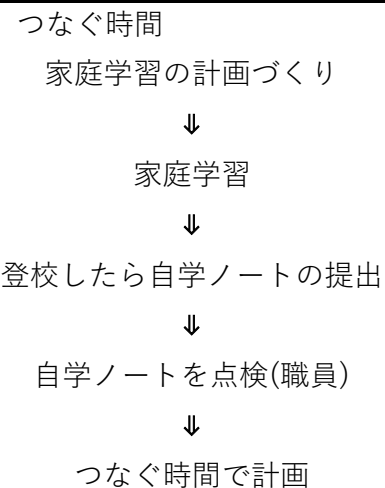 つなぐ時間
家庭学習の計画づくり
⇓
家庭学習
⇓
登校したら自学ノートの提出
⇓
自学ノートを点検(職員)
⇓
つなぐ時間で計画